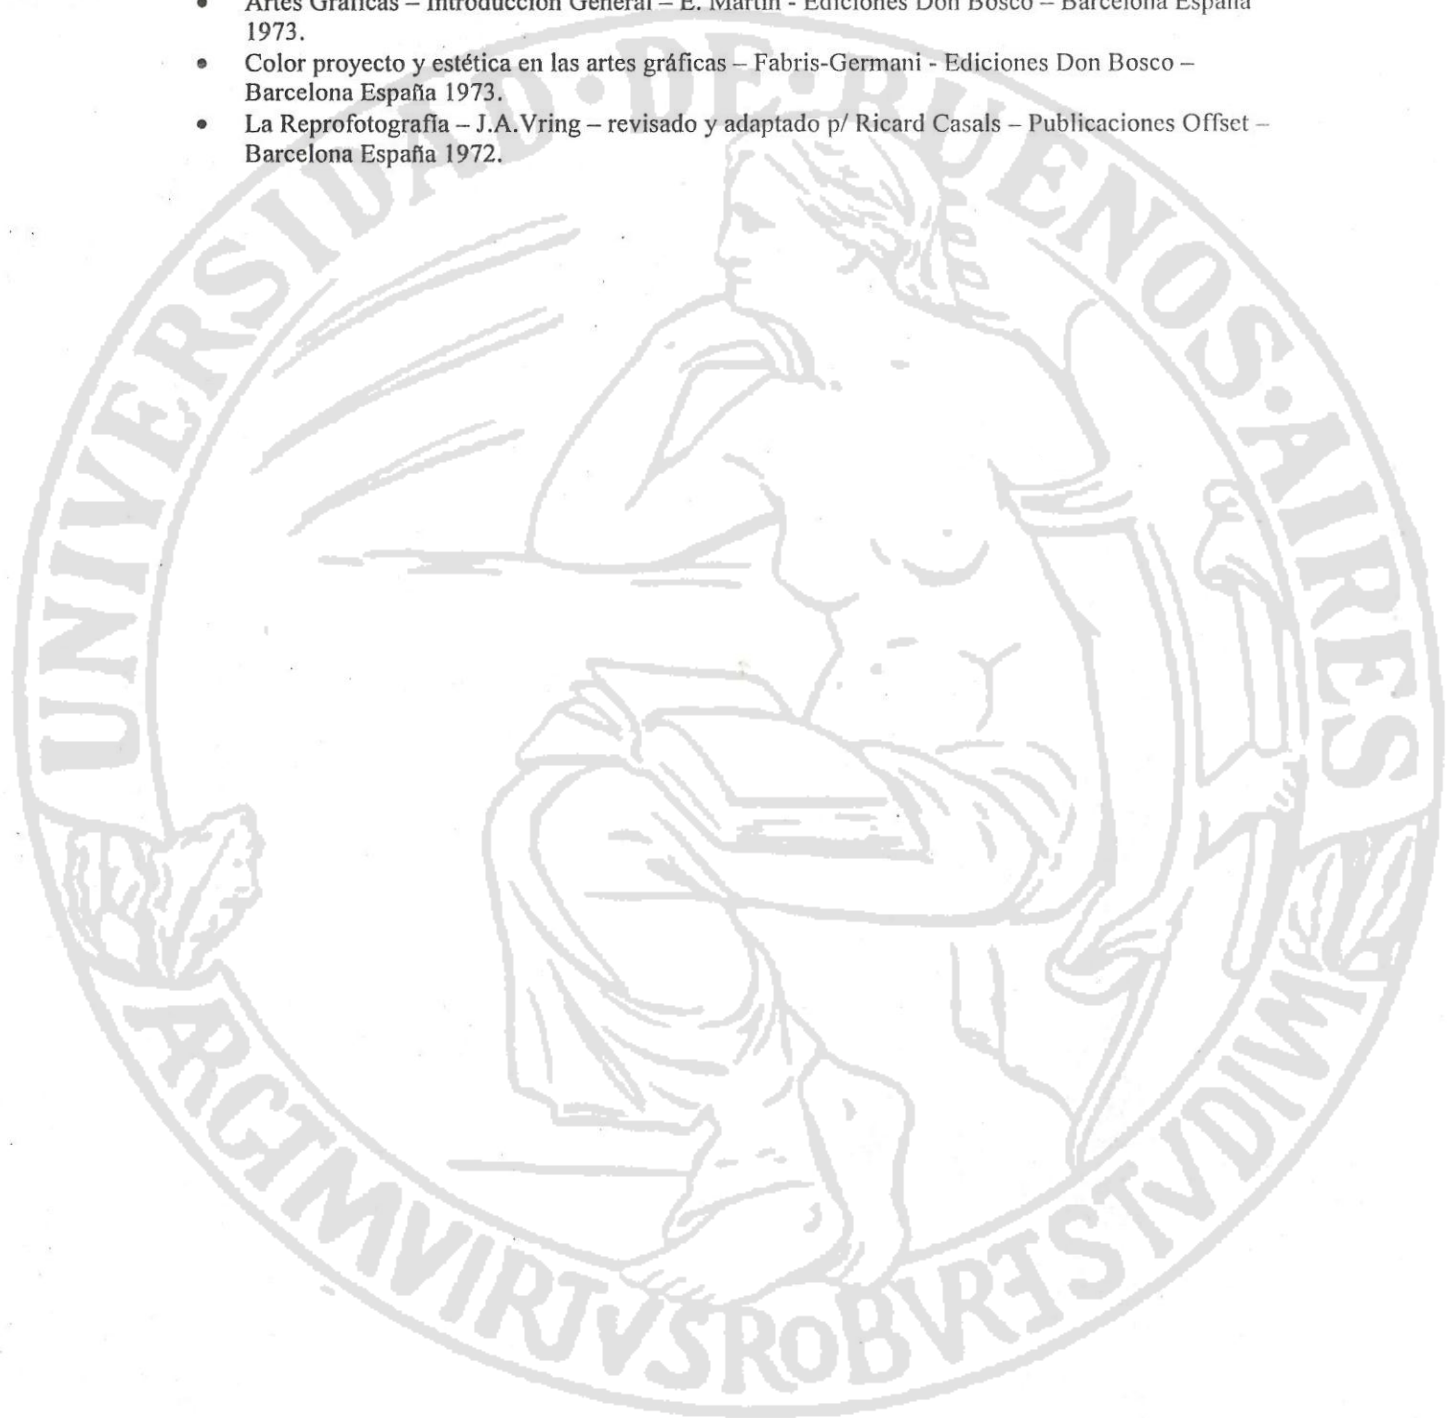 • Artes Gráficas – Introducción General – E. Martín - Ediciones Don Bosco – Barcelona España
1973.
• Color proyecto y estética en las artes gráficas – Fabris-Germani - Ediciones Don Bosco –
Barcelona España 1973.
• La Reprofotografía – J.A.Vring – revisado y adaptado p/ Ricard Casals – Publicaciones Offset –
Barcelona España 1972.
UNIVERSIDAD • DE • BUENOS • AIRES
ARGTMVIRTVSROBVRESTVDIVM